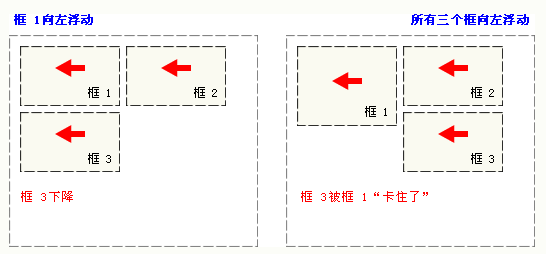 框 1向左浮动
所有三个框向左浮动
框 1
框 2
框 3
框 3下降
框 1
框 2
框 3
框 3被框 1“卡住了”